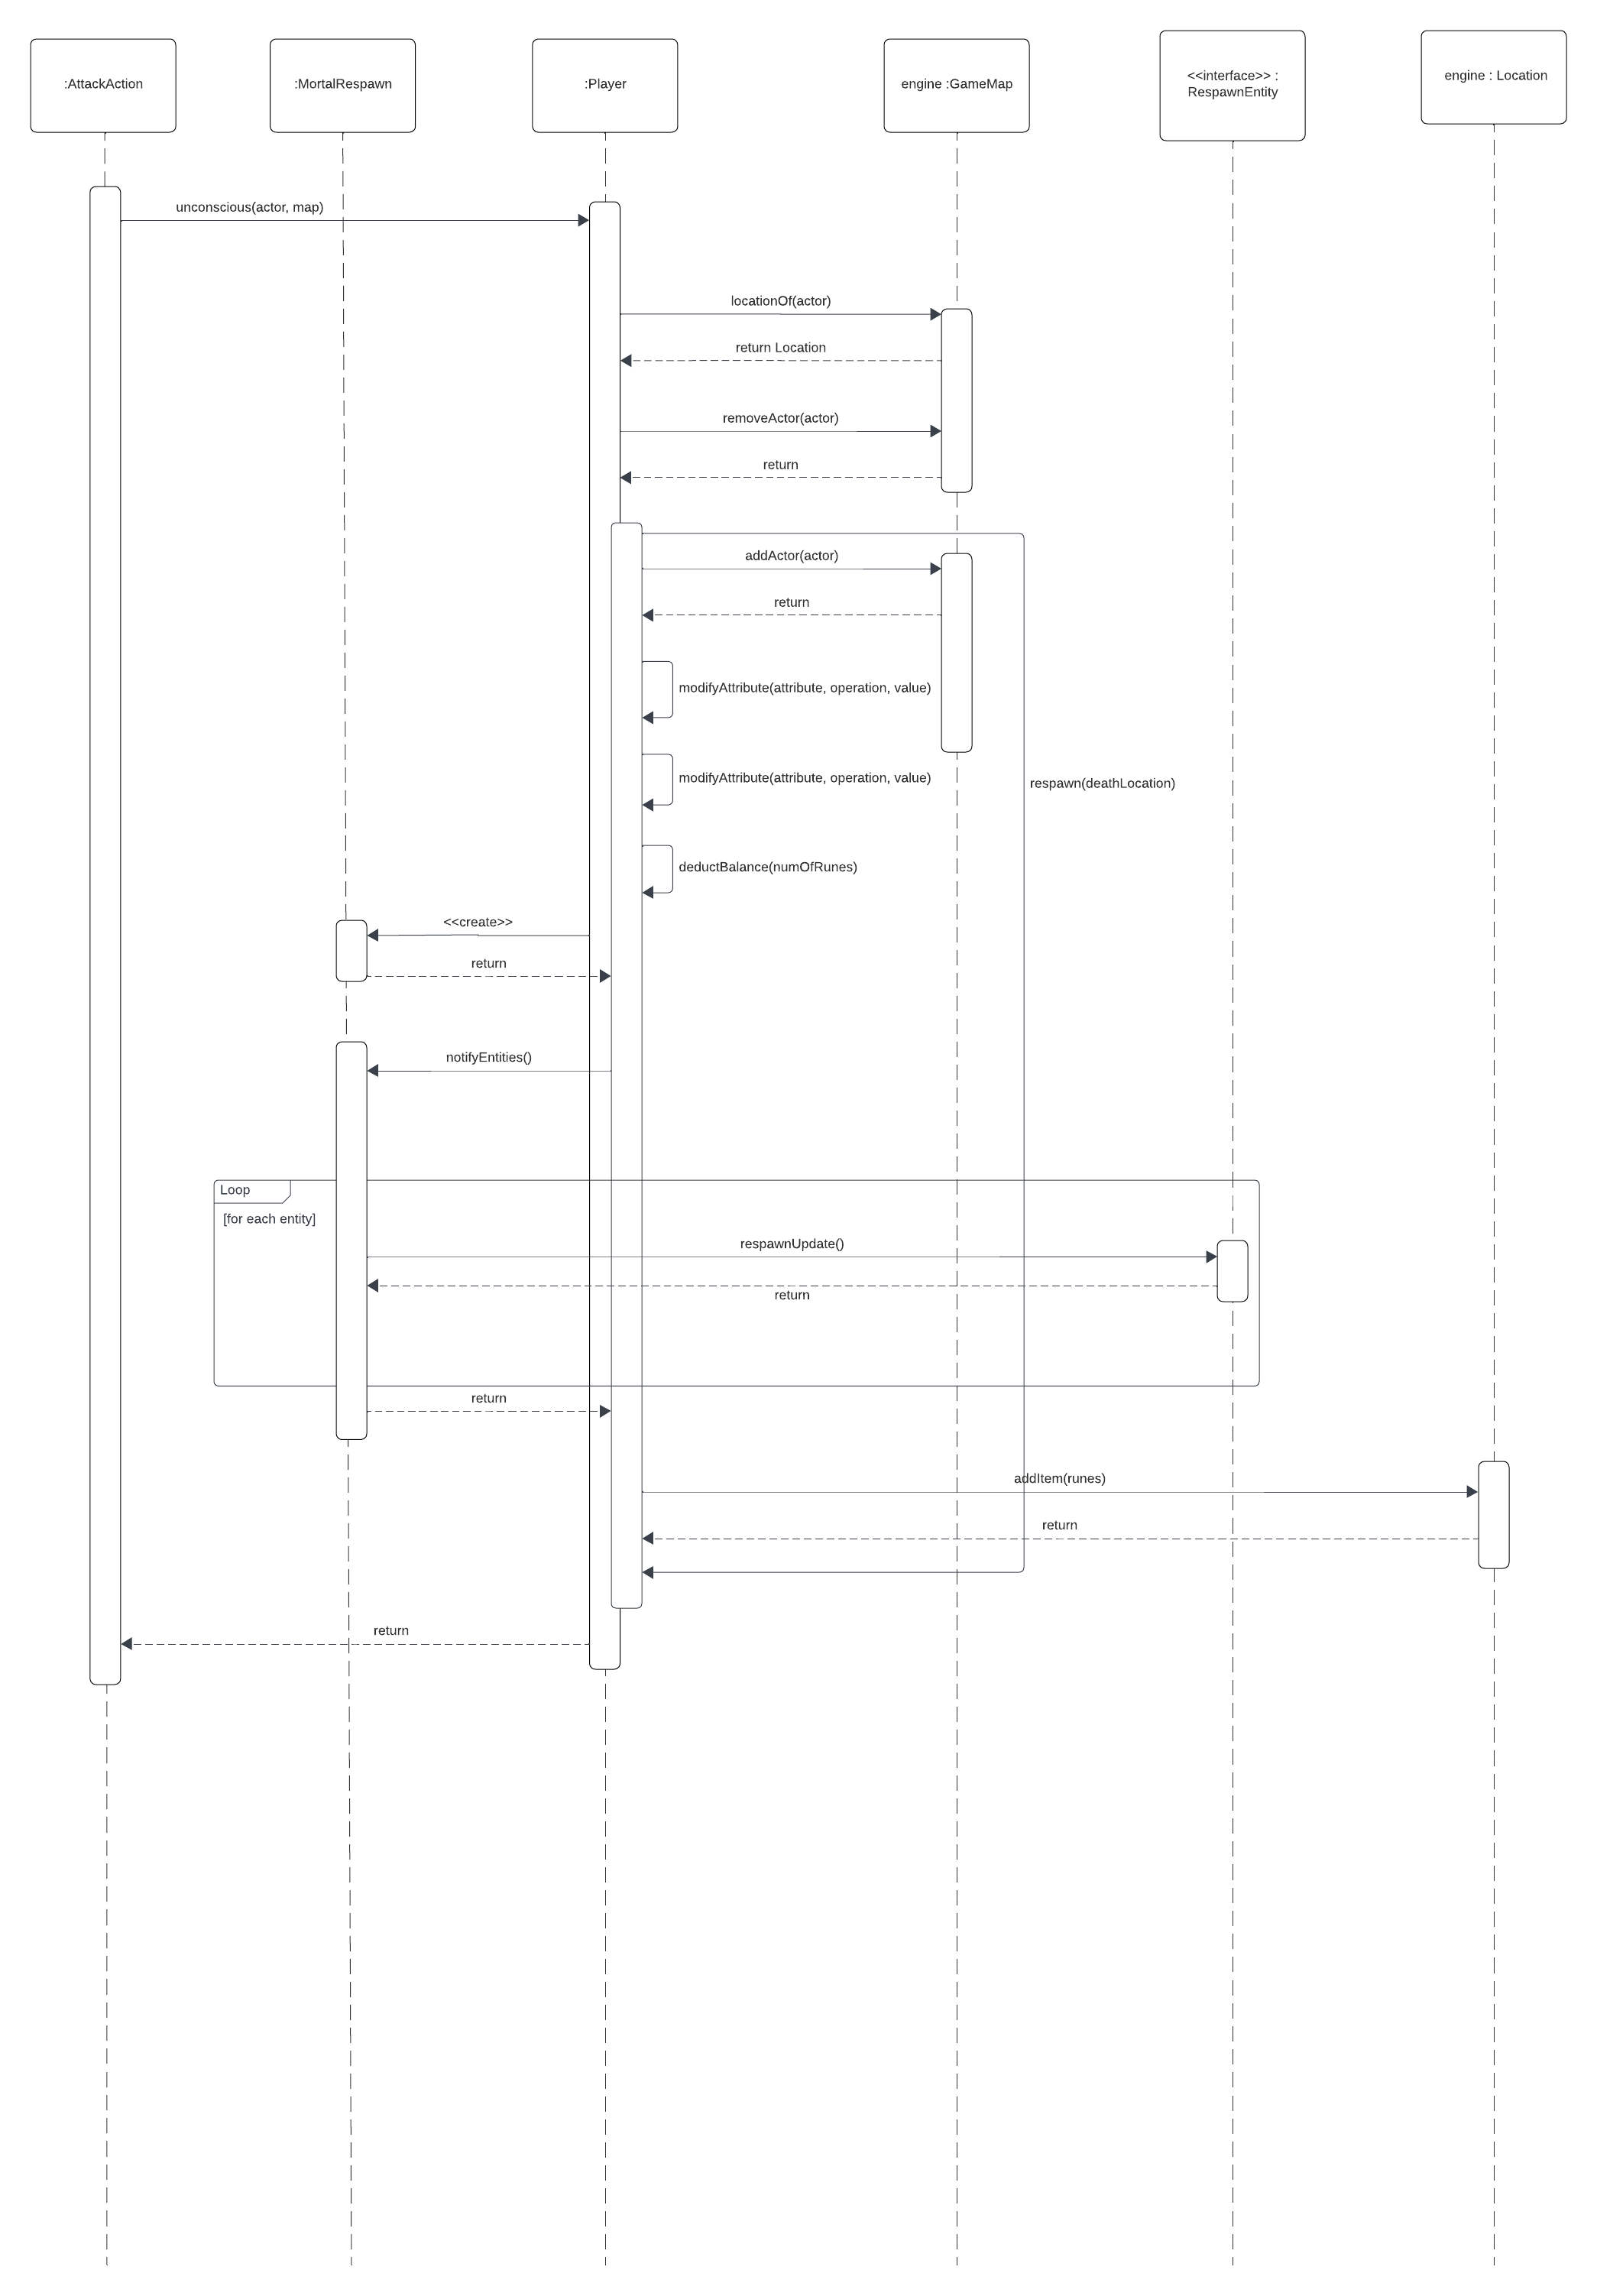 :AttackAction
:MortalRespawn
:Player
engine :GameMap
<<interface>> :
RespawnEntity
engine : Location
unconscious(actor, map)
locationOf(actor)
return Location
removeActor(actor)
return
addActor(actor)
return
modifyAttribute(attribute, operation, value)
modifyAttribute(attribute, operation, value)
respawn(deathLocation)
deductBalance(numOfRunes)
<<create>>
return
notifyEntities()
Loop
[for each entity]
respawnUpdate()
return
return
addItem(runes)
return
return